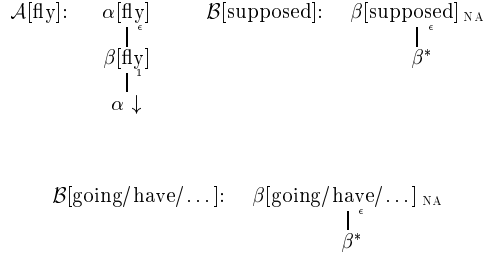 𝒜[fly]: α[fly] ℬ[supposed]: β[supposed] NA
ϵ ϵ
β[fly] β*
1
α ↓
ℬ[going/have/...]: β[going/have/...] NA
ϵ
β*